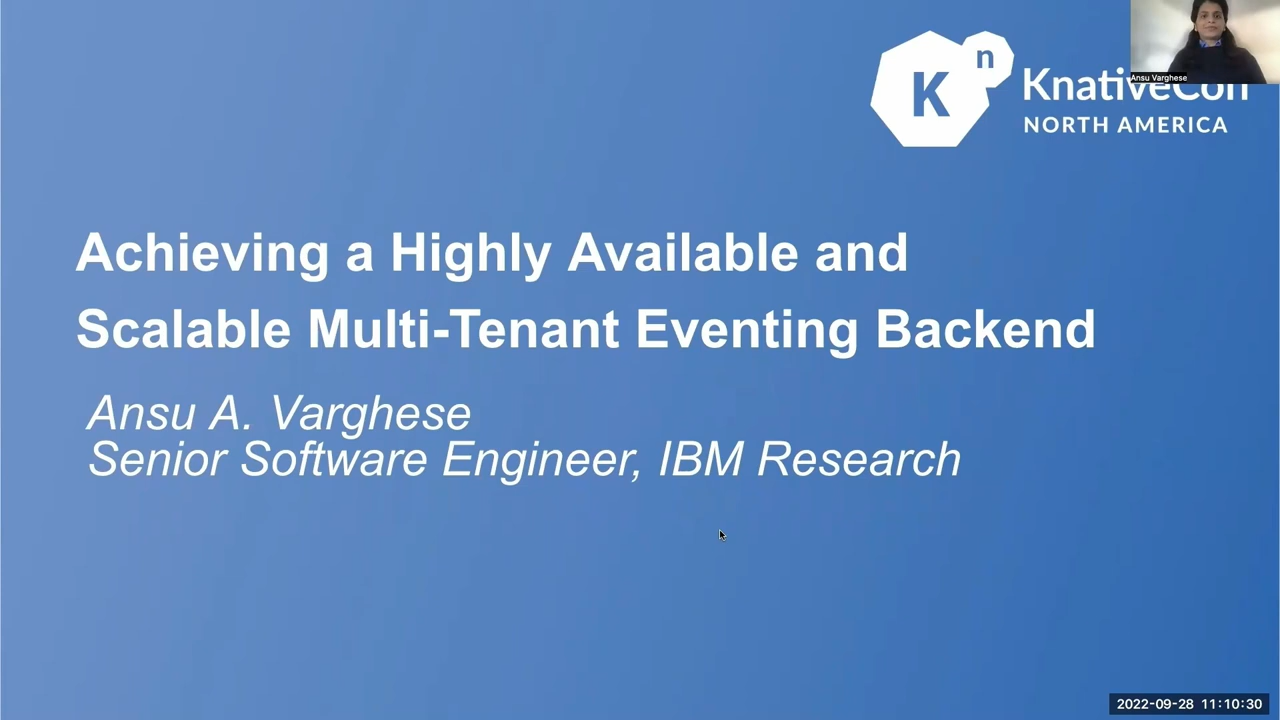 K
n
Ansu Varghese
KnativeCon
NORTH AMERICA
Achieving a Highly Available and
Scalable Multi-Tenant Eventing Backend
Ansu A. Varghese
Senior Software Engineer, IBM Research
2022-09-28 11:10:30